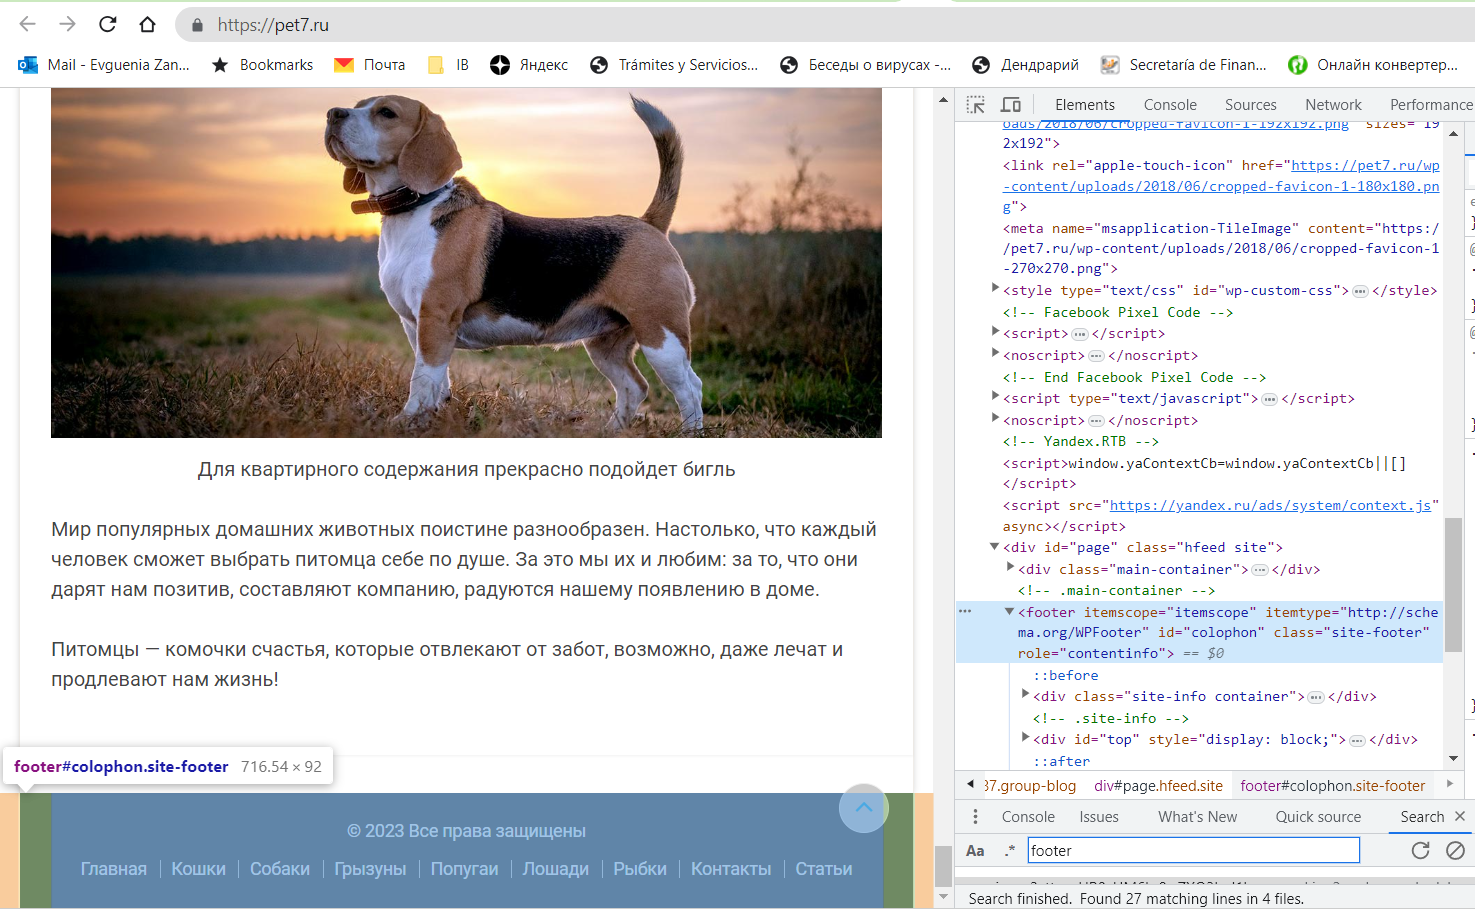 https://pet7.ru
Mail - Evguenia Zan...
Bookmarks
Почта
IB
Яндекс
Trámites y Servicios...
Беседы о вирусах -...
Дендрарий
Secretaría de Finan...
Онлайн конвертер...
Для квартирного содержания прекрасно подойдет бигль
Мир популярных домашних животных поистине разнообразен. Настолько, что каждый
человек сможет выбрать питомца себе по душе. За это мы их и любим: за то, что они
дарят нам позитив, составляют компанию, радуются нашему появлению в доме.
Питомцы — комочки счастья, которые отвлекают от забот, возможно, даже лечат и
продлевают нам жизнь!
footer#colophon.site-footer 716.54 × 92
© 2023 Все права защищены
Главная
Кошки
Собаки
Грызуны
Попугаи
Лошади
Рыбки
Контакты
Статьи
Elements
Console
Sources
Network
Performance
oads/2018/06/cropped-favicon-1-192x192.png" sizes="19
2x192">
<link rel="apple-touch-icon" href="https://pet7.ru/wp
-content/uploads/2018/06/cropped-favicon-1-180x180.pn
g">
<meta name="msapplication-TileImage" content="https:/
/pet7.ru/wp-content/uploads/2018/06/cropped-favicon-1
-270x270.png">
<style type="text/css" id="wp-custom-css">…</style>
<!-- Facebook Pixel Code -->
<script>…</script>
<noscript>…</noscript>
<!-- End Facebook Pixel Code -->
<script type="text/javascript">…</script>
<noscript>…</noscript>
<!-- Yandex.RTB -->
<script>window.yaContextCb=window.yaContextCb||[]
</script>
<script src="https://yandex.ru/ads/system/context.js"
async></script>
<div id="page" class="hfeed site">
<div class="main-container">…</div>
<!-- .main-container -->
<footer itemscope="itemscope" itemtype="http://sche
ma.org/WPFooter" id="colophon" class="site-footer"
role="contentinfo"> == $0
::before
<div class="site-info container">…</div>
<!-- .site-info -->
<div id="top" style="display: block;">…</div>
::after
37.group-blog
div#page.hfeed.site
footer#colophon.site-footer
Console
Issues
What's New
Quick source
Search
Aa
.*
footer
Search finished. Found 27 matching lines in 4 files.